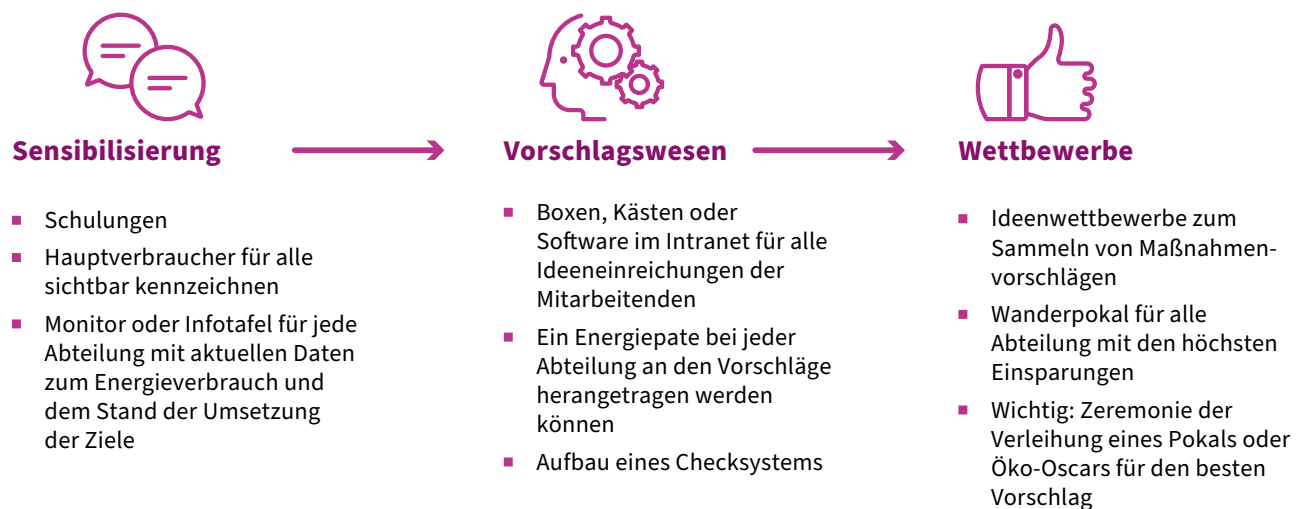 Sensibilisierung
Schulungen
Hauptverbraucher für alle
sichtbar kennzeichnen
Monitor oder Infotafel für jede
Abteilung mit aktuellen Daten
zum Energieverbrauch und
dem Stand der Umsetzung
der Ziele
Vorschlagswesen
Boxen, Kästen oder
Software im Intranet für alle
Ideeneinreichungen der
Mitarbeitenden
Ein Energiepate bei jeder
Abteilung an den Vorschläge
herangetragen werden
können
Aufbau eines Checksystems
Wettbewerbe
Ideenwettbewerbe zum
Sammeln von Maßnahmen-
vorschlägen
Wanderpokal für alle
Abteilung mit den höchsten
Einsparungen
Wichtig: Zeremonie der
Verleihung eines Pokals oder
Öko-Oscars für den besten
Vorschlag